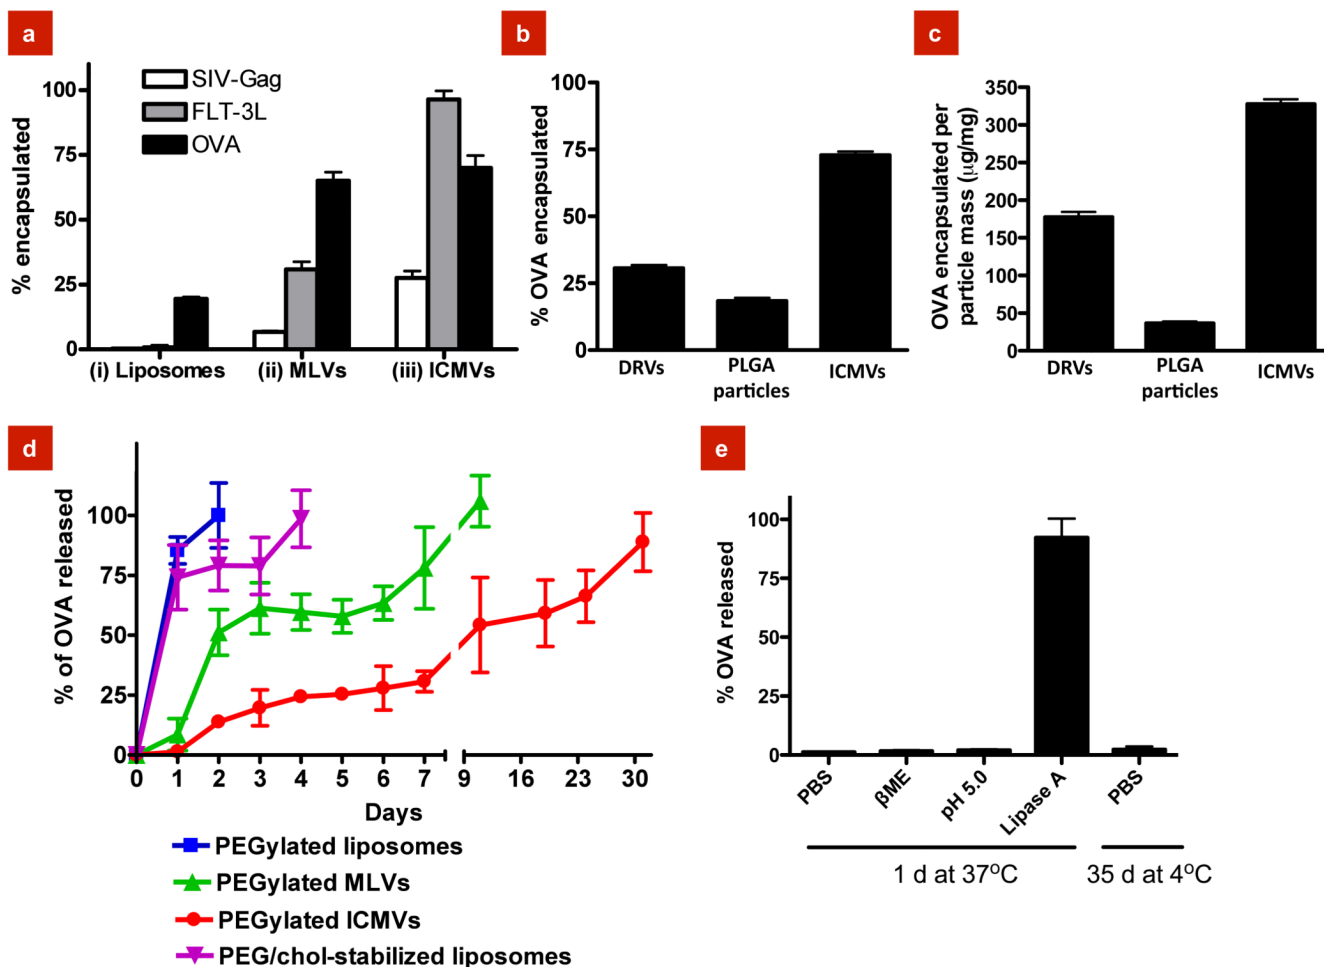 a
b
c
% encapsulated
100
75
50
25
0
SIV-Gag
FLT-3L
OVA
(i) Liposomes
(ii) MLVs
(iii) ICMVs
% OVA encapsulated
100
75
50
25
0
DRVs
PLGA
particles
ICMVs
OVA encapsulated per
particle mass (μg/mg)
350
300
250
200
150
100
50
0
DRVs
PLGA
particles
ICMVs
d
e
% of OVA released
100
75
50
25
0
0 1 2 3 4 5 6 7 9 16 23 30
Days
PEGylated liposomes
PEGylated MLVs
PEGylated ICMVs
PEG/chol-stabilized liposomes
% OVA released
100
75
50
25
0
PBS
βME
pH 5.0
Lipase A
PBS
1 d at 37°C
35 d at 4°C